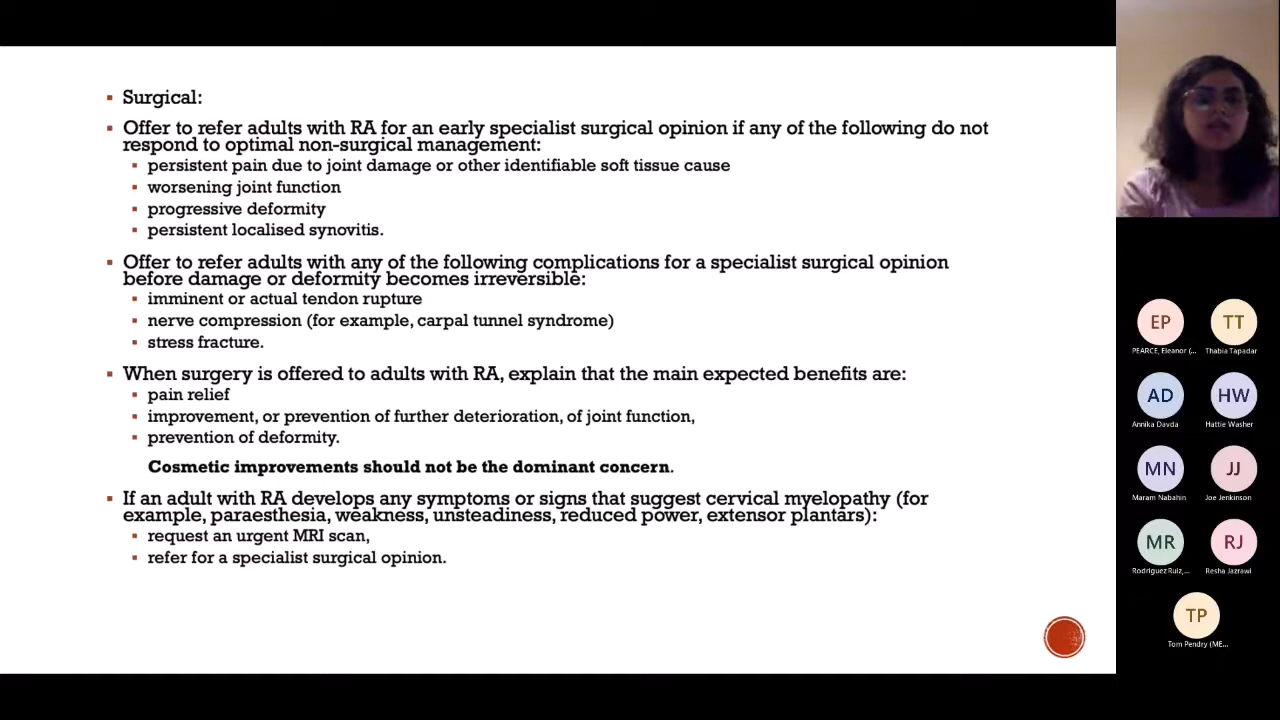 Surgical:
Offer to refer adults with RA for an early specialist surgical opinion if any of the following do not
respond to optimal non-surgical management:
persistent pain due to joint damage or other identifiable soft tissue cause
worsening joint function
progressive deformity
persistent localised synovitis.
Offer to refer adults with any of the following complications for a specialist surgical opinion
before damage or deformity becomes irreversible:
imminent or actual tendon rupture
nerve compression (for example, carpal tunnel syndrome)
stress fracture.
When surgery is offered to adults with RA, explain that the main expected benefits are:
pain relief
improvement, or prevention of further deterioration, of joint function,
prevention of deformity.
Cosmetic improvements should not be the dominant concern.
If an adult with RA develops any symptoms or signs that suggest cervical myelopathy (for
example, paraesthesia, weakness, unsteadiness, reduced power, extensor plantars):
request an urgent MRI scan,
refer for a specialist surgical opinion.
EP
TT
PEARCE, Eleanor (...
Thabia Tapadar
AD
HW
Annika Davda
Hattie Washer
MN
JJ
Maram Nabahin
Joe Jenkinson
MR
RJ
Rodriguez Ruiz,...
Resha Jazrawi
TP
Tom Pendry (ME...